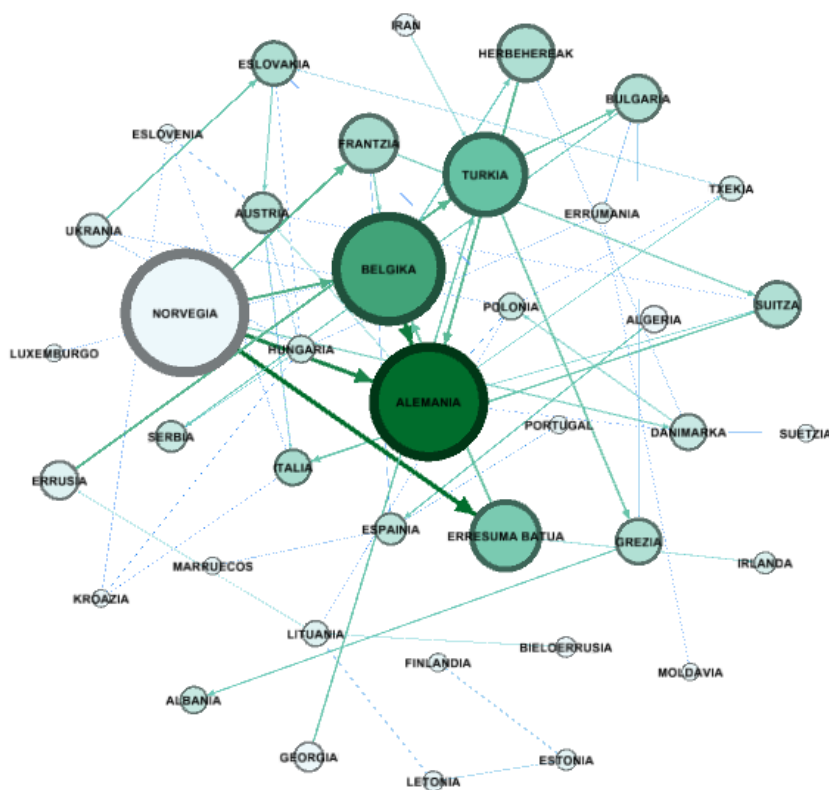 IRAN
HERBEHEREAK
ESLOVAKIA
BULGARIA
ESLOVENIA
FRANTZIA
TURKIA
TXEKIA
AUSTRIA
ERRUMANIA
UKRANIA
BELGIKA
NORVEGIA
POLONIA
SUITZA
ALGERIA
HUNGARIA
LUXEMBURGO
ALEMANIA
PORTUGAL
SERBIA
DANIMARKA
SUETZIA
ITALIA
ERRUSIA
ESPAINIA
ERRESUMA BATUA
GREZIA
IRLANDA
MARRUECOS
KROAZIA
LITUANIA
BIELOERRUSIA
FINLANDIA
MOLDAVIA
ALBANIA
GEORGIA
ESTONIA
LETONIA